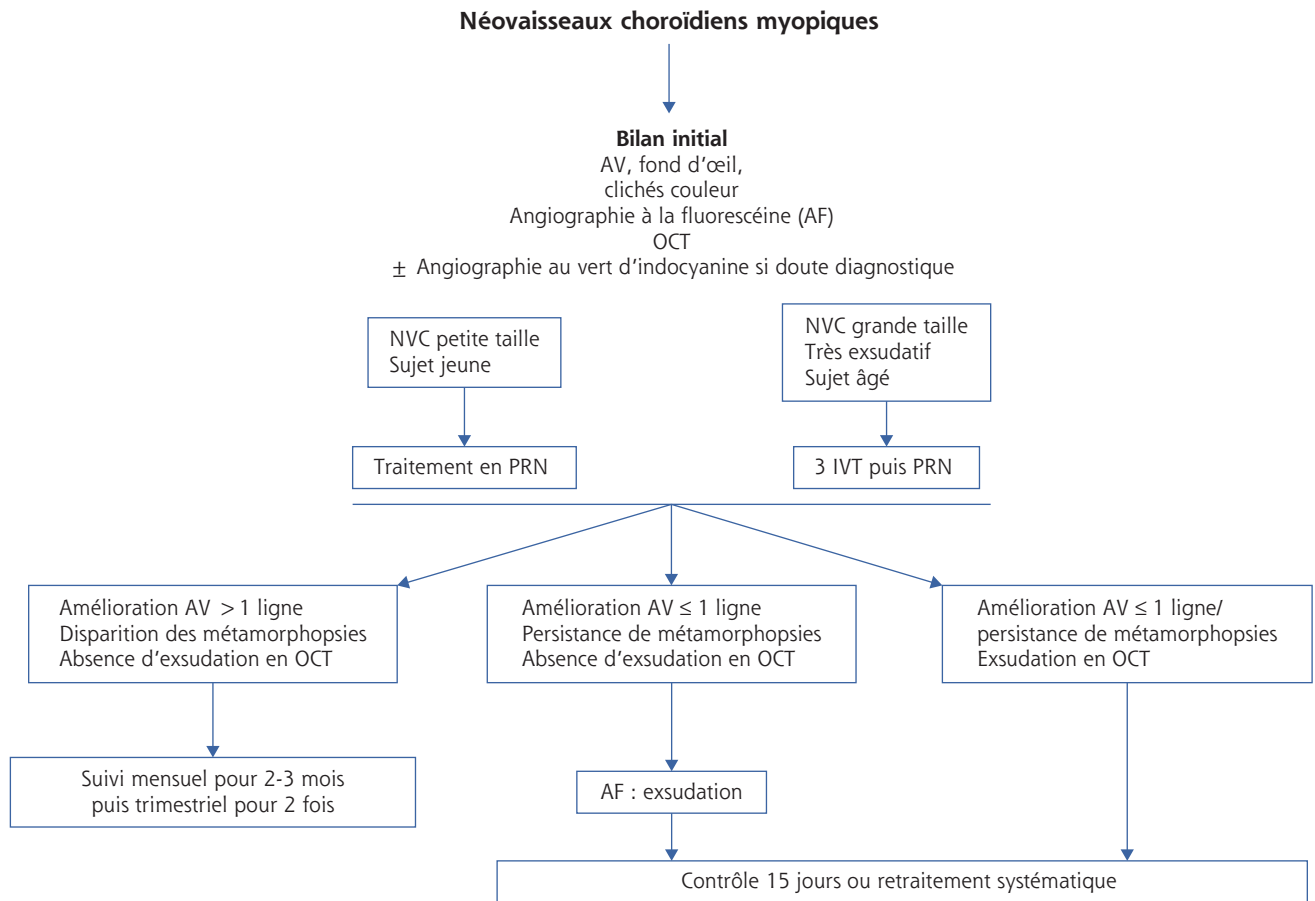 Néovaisseaux choroïdiens myopiques
Bilan initial
AV, fond d'œil,
clichés couleur
Angiographie à la fluorescéine (AF)
OCT
± Angiographie au vert d'indocyanine si doute diagnostique
NVC petite taille
Sujet jeune
NVC grande taille
Très exsudatif
Sujet âgé
Traitement en PRN
3 IVT puis PRN
Amélioration AV > 1 ligne
Disparition des métamorphopsies
Absence d'exsudation en OCT
Amélioration AV ≤ 1 ligne
Persistance de métamorphopsies
Absence d'exsudation en OCT
Amélioration AV ≤ 1 ligne/
persistance de métamorphopsies
Exsudation en OCT
Suivi mensuel pour 2-3 mois
puis trimestriel pour 2 fois
AF : exsudation
Contrôle 15 jours ou retraitement systématique